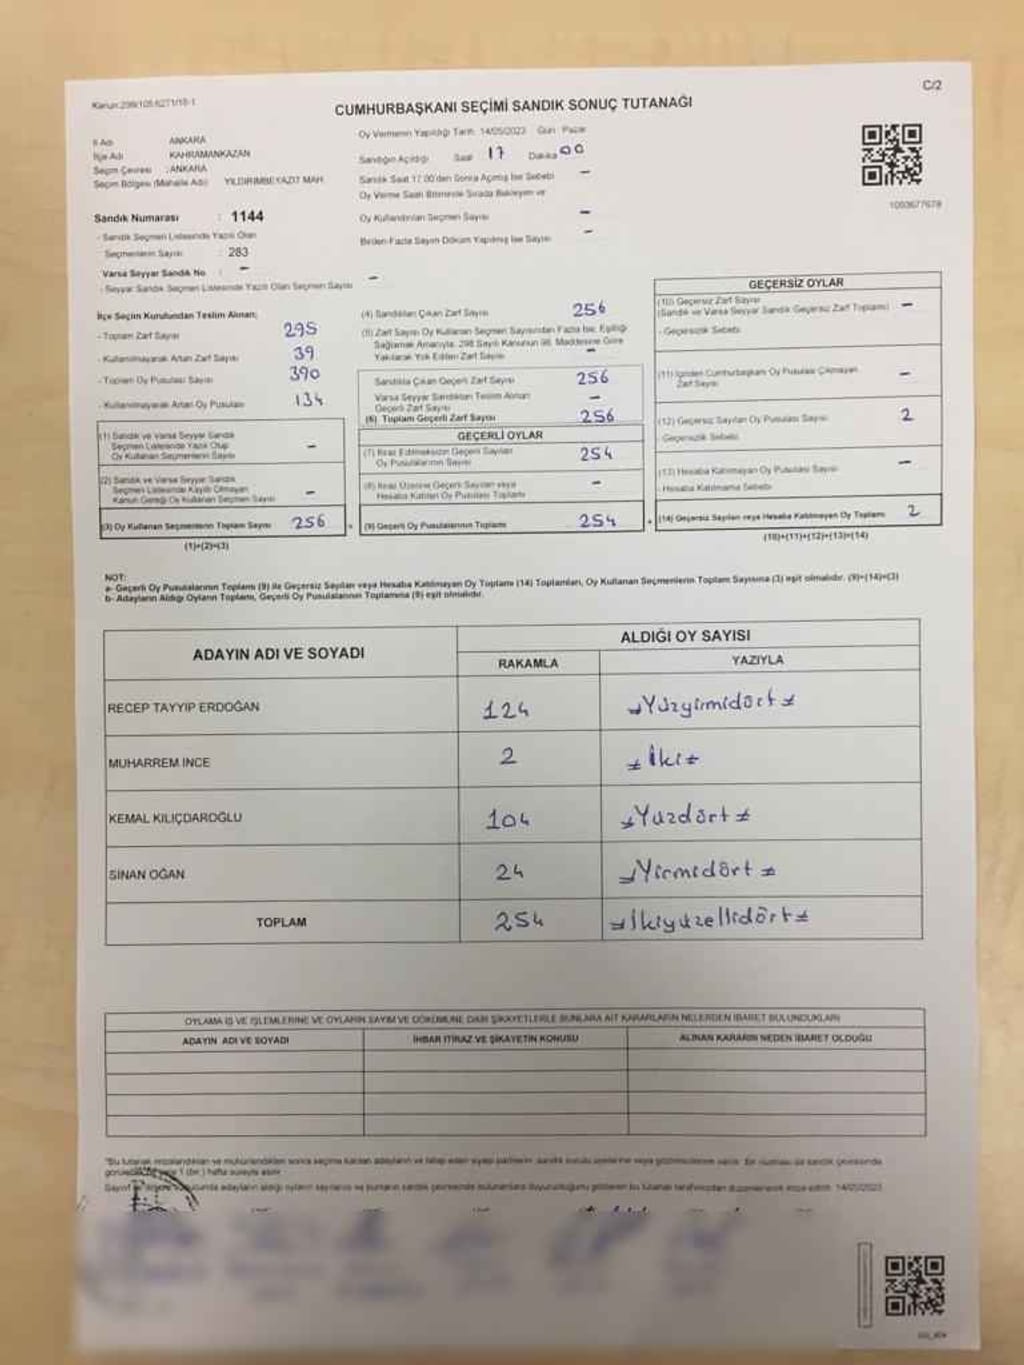 Kanun:298/105.6271/18-1
C/2
CUMHURBAŞKANI SEÇİMİ SANDIK SONUÇ TUTANAĞI
İl Adı ANKARA
İlçe Adı KAHRAMANKAZAN
Seçim Çevresi : ANKARA
Seçim Bölgesi (Mahalle Adı) YILDIRIMBEYAZIT MAH.
Sandık Numarası : 1144
- Sandık Seçmen Listesinde Yazılı Olan
Seçmenlerin Sayısı : 283
Varsa Seyyar Sandık No : -
- Seyyar Sandık Seçmen Listesinde Yazılı Olan Seçmen Sayısı -
Oy Vermenin Yapıldığı Tarih: 14/05/2023 Gün: Pazar
Sandığın Açıldığı Saat 17 Dakika 00
Sandık Saat 17.00'den Sonra Açılmış İse Sebebi -
Oy Verme Saati Bitiminde Sırada Bekleyen ve
Oy Kullandırılan Seçmen Sayısı -
Birden Fazla Sayım Döküm Yapılmış İse Sayısı -
1093677678
İlçe Seçim Kurulundan Teslim Alınan;
- Toplam Zarf Sayısı 295
- Kullanılmayarak Artan Zarf Sayısı 39
- Toplam Oy Pusulası Sayısı 390
- Kullanılmayarak Artan Oy Pusulası 134
(1) Sandık ve Varsa Seyyar Sandık
Seçmen Listesinde Yazılı Olup
Oy Kullanan Seçmenlerin Sayısı -
(2) Sandık ve Varsa Seyyar Sandık
Seçmen Listesinde Kayıtlı Olmayan
Kanun Gereği Oy Kullanan Seçmen Sayısı -
(3) Oy Kullanan Seçmenlerin Toplam Sayısı 256
(1)+(2)=(3)
(4) Sandıktan Çıkan Zarf Sayısı 256
(5) Zarf Sayısı Oy Kullanan Seçmen Sayısından Fazla İse, Eşitliği
Sağlamak Amacıyla, 298 Sayılı Kanunun 98. Maddesine Göre
Yakılarak Yok Edilen Zarf Sayısı -
Sandıkta Çıkan Geçerli Zarf Sayısı 256
Varsa Seyyar Sandıktan Teslim Alınan
Geçerli Zarf Sayısı -
(6) Toplam Geçerli Zarf Sayısı 256
GEÇERLİ OYLAR
(7) İtiraz Edilmeksizin Geçerli Sayılan
Oy Pusulalarının Sayısı 254
(8) İtiraz Üzerine Geçerli Sayılan veya
Hesaba Katılan Oy Pusulası Toplamı -
= (9) Geçerli Oy Pusulalarının Toplamı 254
GEÇERSİZ OYLAR
(10) Geçersiz Zarf Sayısı
(Sandık ve Varsa Seyyar Sandık Geçersiz Zarf Toplamı) -
- Geçersizlik Sebebi:
(11) İçinden Cumhurbaşkanı Oy Pusulası Çıkmayan
Zarf Sayısı -
(12) Geçersiz Sayılan Oy Pusulası Sayısı 2
- Geçersizlik Sebebi:
(13) Hesaba Katılmayan Oy Pusulası Sayısı -
- Hesaba Katılmama Sebebi:
+ (14) Geçersiz Sayılan veya Hesaba Katılmayan Oy Toplamı 2
(10)+(11)+(12)+(13)=(14)
NOT:
a- Geçerli Oy Pusulalarının Toplamı (9) ile Geçersiz Sayılan veya Hesaba Katılmayan Oy Toplamı (14) Toplamları, Oy Kullanan Seçmenlerin Toplam Sayısına (3) eşit olmalıdır. (9)+(14)=(3)
b- Adayların Aldığı Oyların Toplamı, Geçerli Oy Pusulalarının Toplamına (9) eşit olmalıdır.
ADAYIN ADI VE SOYADI ALDIĞI OY SAYISI
RAKAMLA YAZIYLA
RECEP TAYYİP ERDOĞAN 124 =Yüzyirmidört=
MUHARREM İNCE 2 =İki=
KEMAL KILIÇDAROĞLU 104 =Yüzdört=
SİNAN OĞAN 24 =Yirmidört=
TOPLAM 254 =İkiyüzellidört=
OYLAMA İŞ VE İŞLEMLERİNE VE OYLARIN SAYIM VE DÖKÜMÜNE DAİR ŞİKAYETLERLE BUNLARA AİT KARARLARIN NELERDEN İBARET BULUNDUKLARI
ADAYIN ADI VE SOYADI İHBAR İTİRAZ VE ŞİKAYETİN KONUSU ALINAN KARARIN NEDEN İBARET OLDUĞU